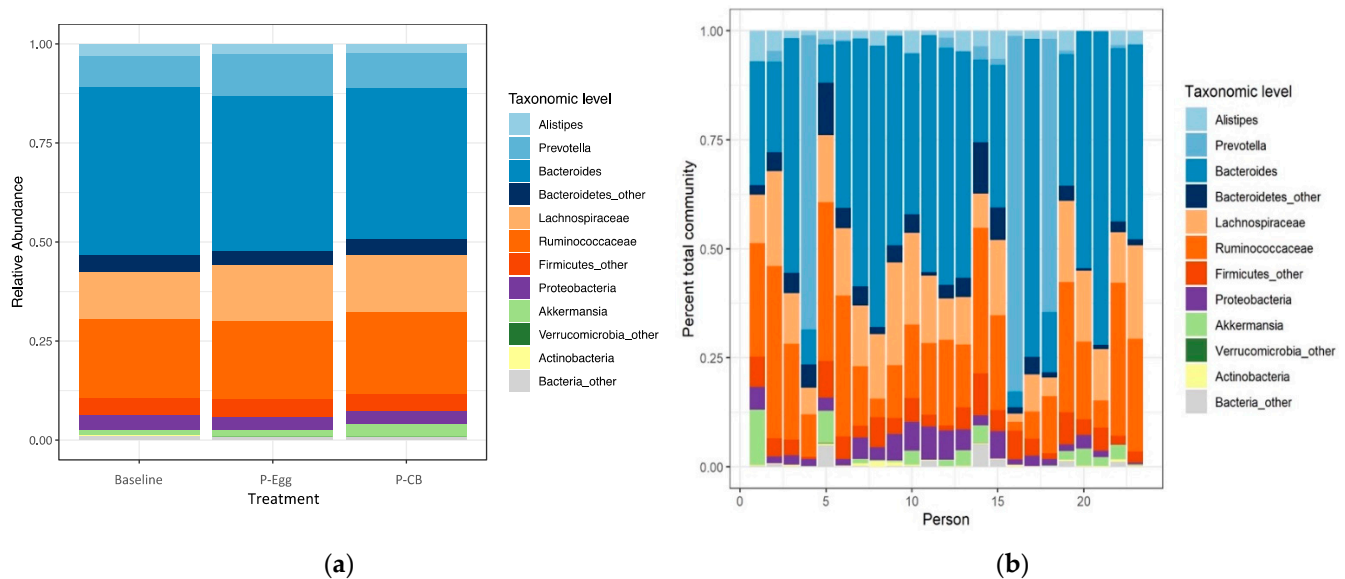 Relative Abundance
1.00
0.75
0.50
0.25
0.00
Baseline
P-Egg
P-CB
Treatment
Taxonomic level
Alistipes
Prevotella
Bacteroides
Bacteroidetes_other
Lachnospiraceae
Ruminococcaceae
Firmicutes_other
Proteobacteria
Akkermansia
Verrucomicrobia_other
Actinobacteria
Bacteria_other
(a)
Percent total community
1.00
0.75
0.50
0.25
0.00
0
5
10
15
20
Person
Taxonomic level
Alistipes
Prevotella
Bacteroides
Bacteroidetes_other
Lachnospiraceae
Ruminococcaceae
Firmicutes_other
Proteobacteria
Akkermansia
Verrucomicrobia_other
Actinobacteria
Bacteria_other
(b)